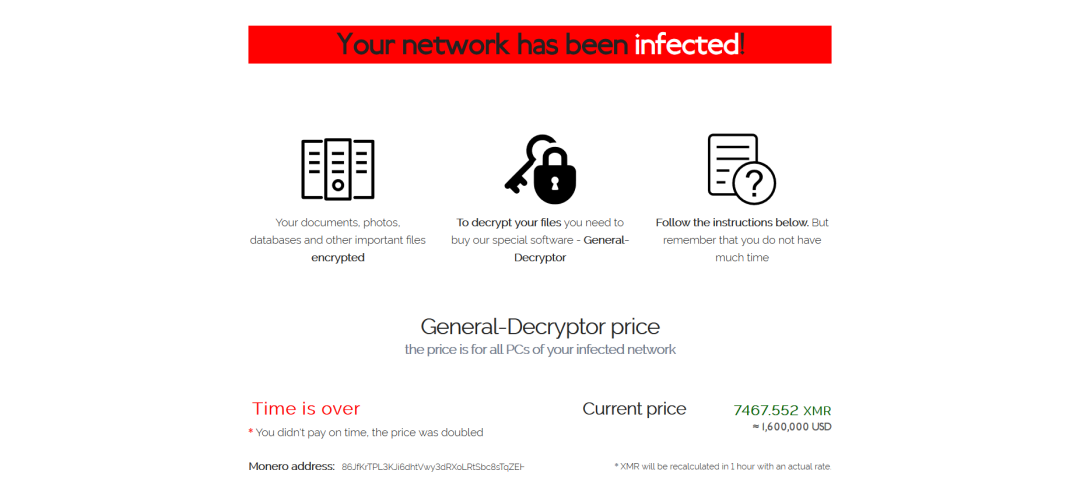 Your network has been infected!
Your documents, photos,
databases and other important files
encrypted
To decrypt your files you need to
buy our special software - General-
Decryptor
Follow the instructions below. But
remember that you do not have
much time
General-Decryptor price
the price is for all PCs of your infected network
Time is over
* You didn't pay on time, the price was doubled
Current price
7467.552 XMR
≈ 1,600,000 USD
Monero address: 86JfKrTPL3KJi6dhtVwy3dRXoLRtSbc8sTqZEH
* XMR will be recalculated in 1 hour with an actual rate.